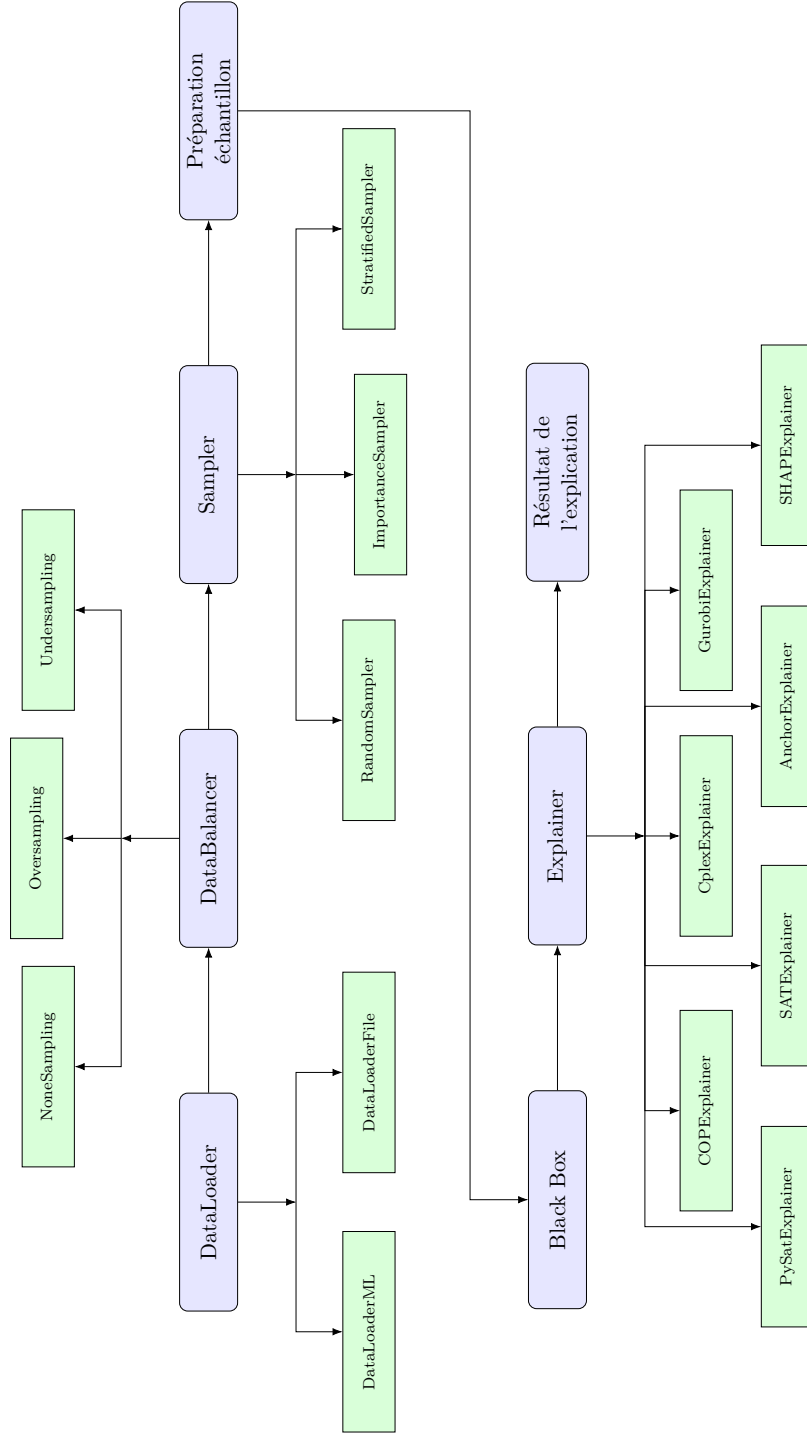 NoneSampling
Oversampling
Undersampling
DataLoader
DataBalancer
Sampler
Préparation
échantillon
DataLoaderML
DataLoaderFile
RandomSampler
ImportanceSampler
StratifiedSampler
Black Box
Explainer
Résultat de
l'explication
COPExplainer
CplexExplainer
GurobiExplainer
PySatExplainer
SATExplainer
AnchorExplainer
SHAPExplainer